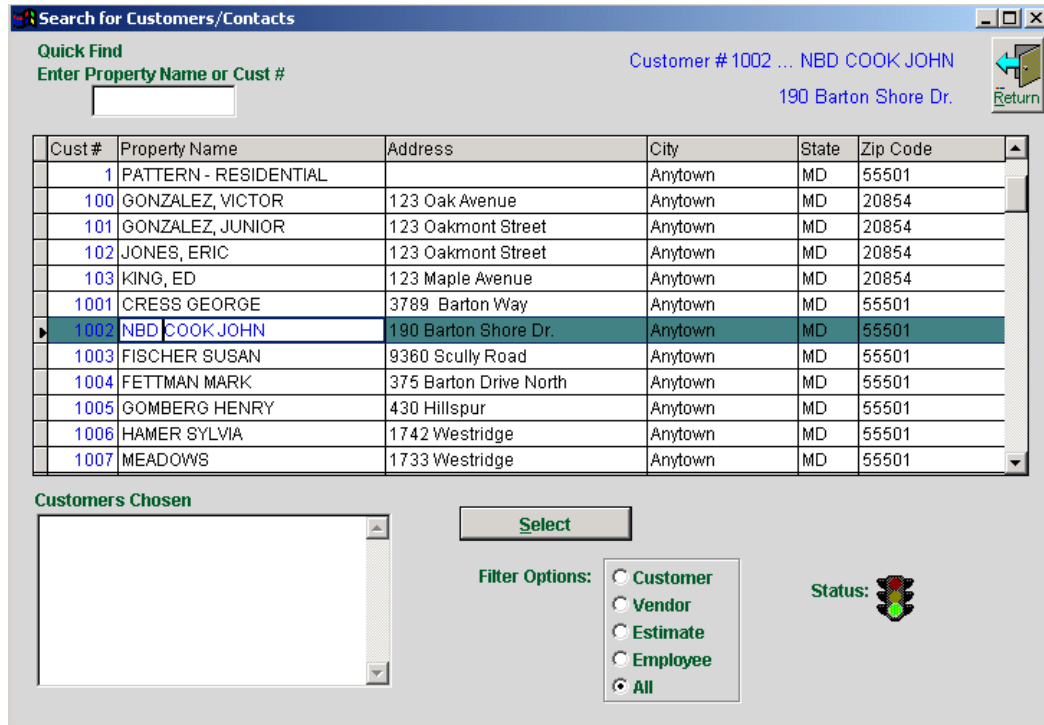 Search for Customers/Contacts
Quick Find
Enter Property Name or Cust #
Customer # 1002 ... NBD COOK JOHN
190 Barton Shore Dr.
Return
Cust # Property Name Address City State Zip Code
1 PATTERN - RESIDENTIAL Anytown MD 55501
100 GONZALEZ, VICTOR 123 Oak Avenue Anytown MD 20854
101 GONZALEZ, JUNIOR 123 Oakmont Street Anytown MD 20854
102 JONES, ERIC 123 Oakmont Street Anytown MD 20854
103 KING, ED 123 Maple Avenue Anytown MD 20854
1001 CRESS GEORGE 3789 Barton Way Anytown MD 55501
1002 NBD COOK JOHN 190 Barton Shore Dr. Anytown MD 55501
1003 FISCHER SUSAN 9360 Scully Road Anytown MD 55501
1004 FETTMAN MARK 375 Barton Drive North Anytown MD 55501
1005 GOMBERG HENRY 430 Hillspur Anytown MD 55501
1006 HAMER SYLVIA 1742 Westridge Anytown MD 55501
1007 MEADOWS 1733 Westridge Anytown MD 55501
Customers Chosen
Select
Filter Options:
Customer
Vendor
Estimate
Employee
All
Status: